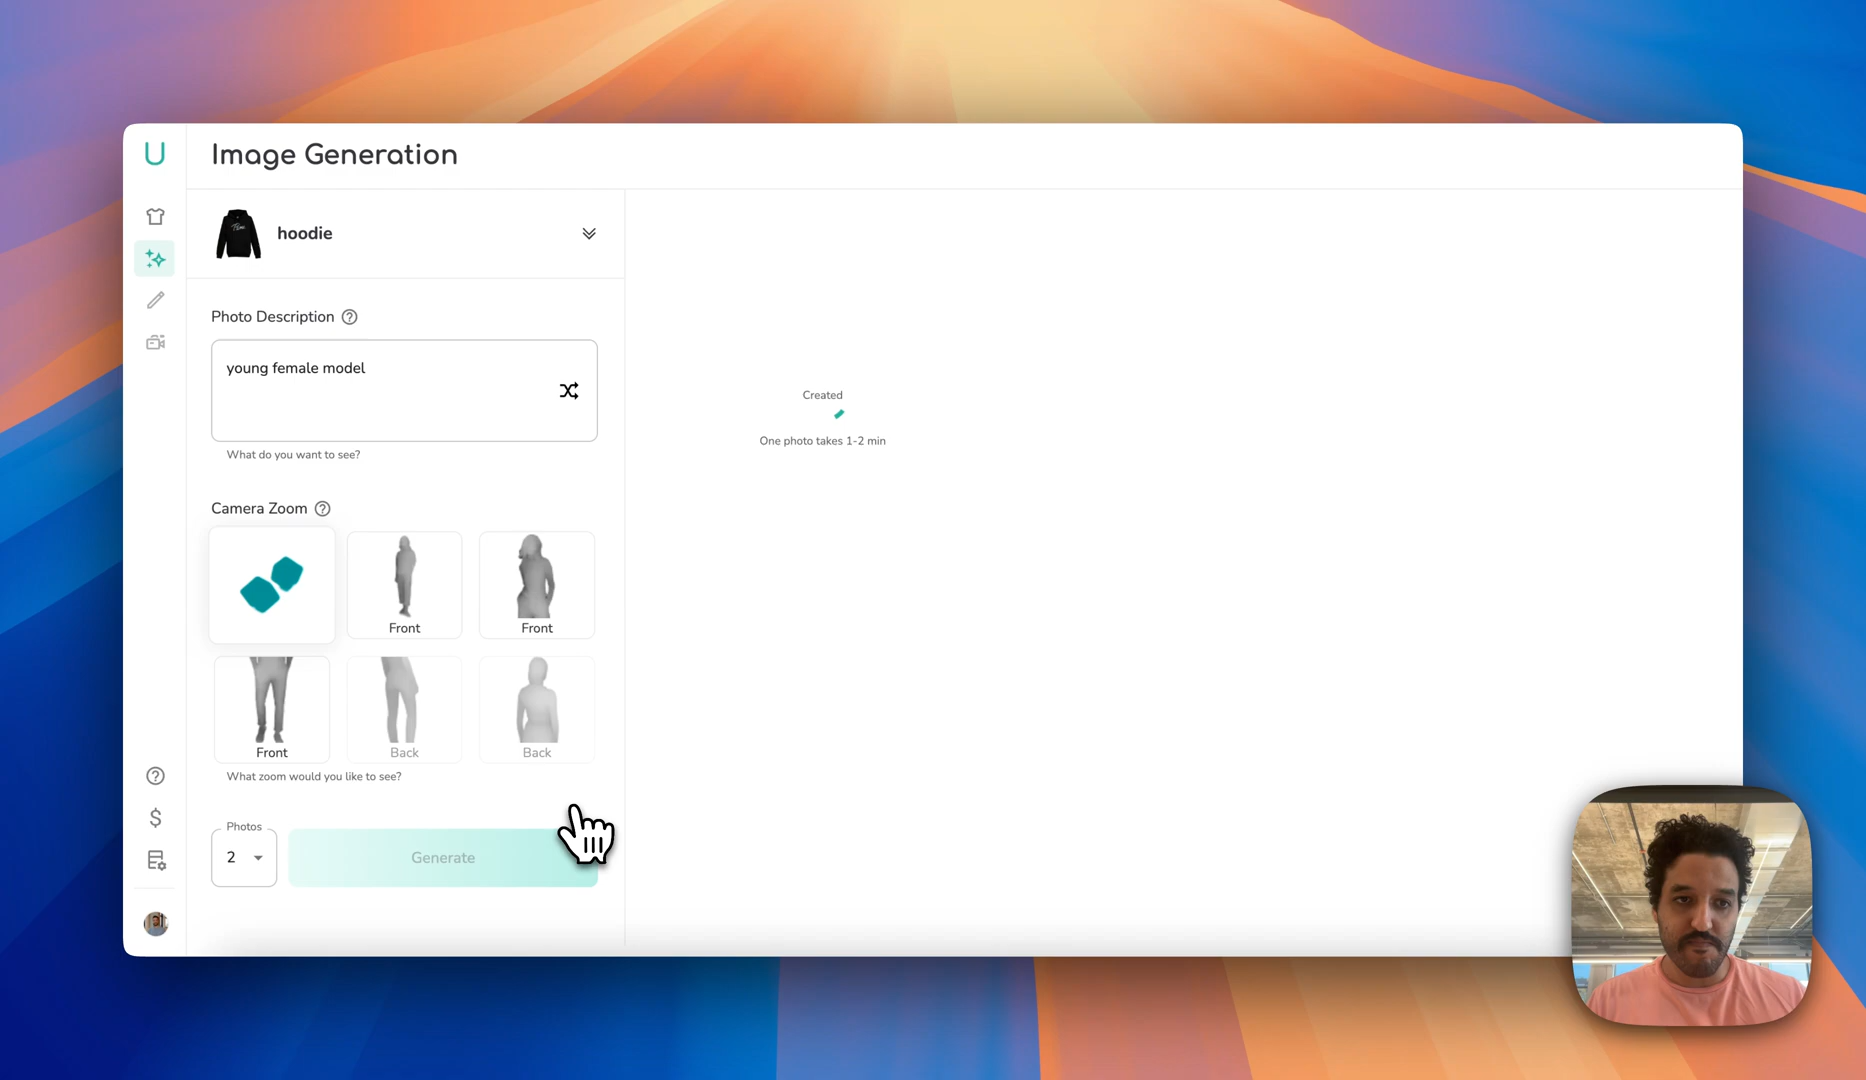 U
Image Generation
hoodie
Photo Description
young female model
What do you want to see?
Camera Zoom
Front
Front
Front
Back
Back
What zoom would you like to see?
Photos
2
Generate
Created
One photo takes 1-2 min